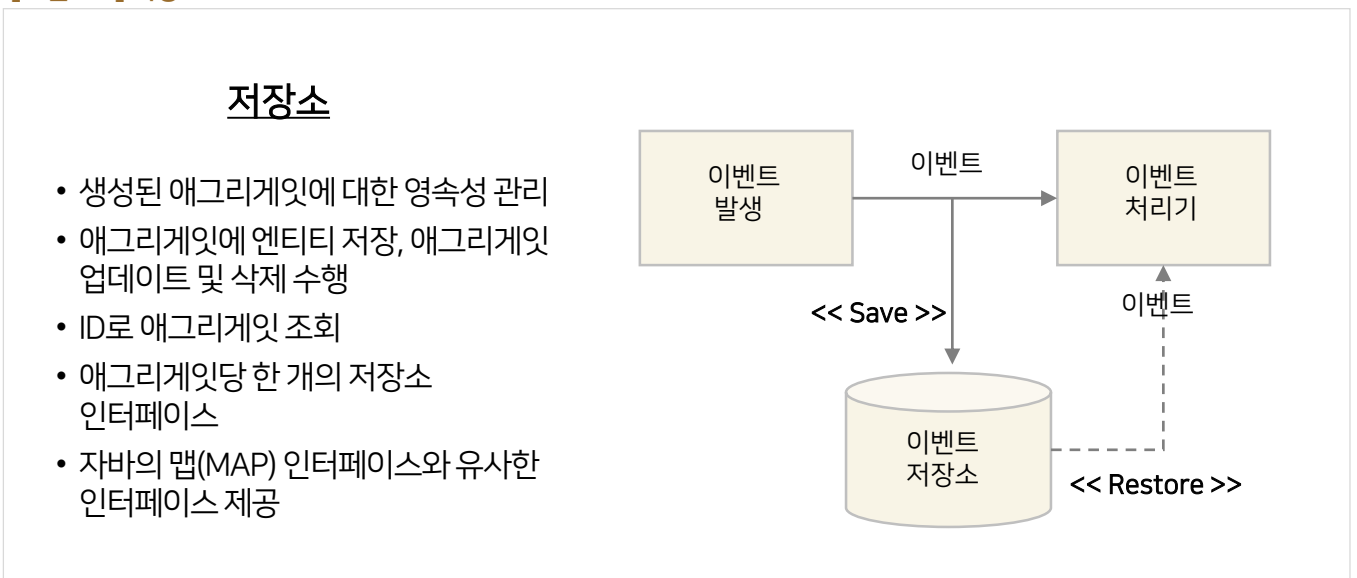 저장소
• 생성된 애그리게잇에 대한 영속성 관리
• 애그리게잇에 엔티티 저장, 애그리게잇
업데이트 및 삭제 수행
• ID로 애그리게잇 조회
• 애그리게잇당 한 개의 저장소
인터페이스
• 자바의 맵(MAP) 인터페이스와 유사한
인터페이스 제공
이벤트
발생
이벤트
이벤트
처리기
<< Save >>
이벤트
이벤트
저장소
<< Restore >>